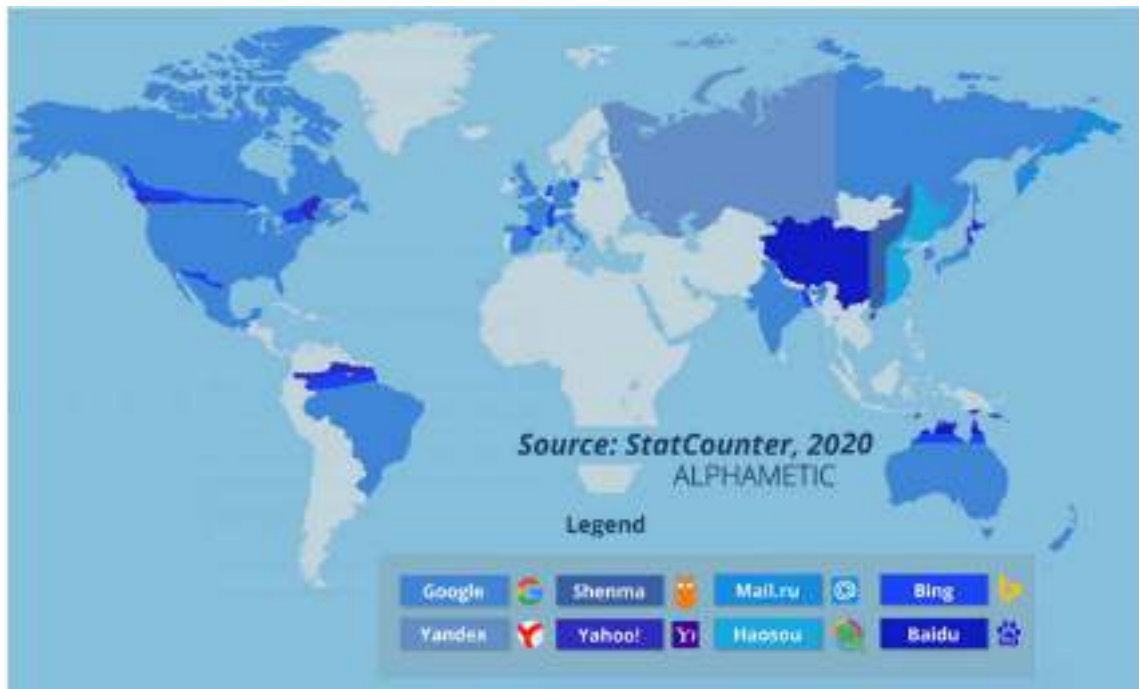 Source: StatCounter, 2020
ALPHAMETIC
Legend
Google Shenma Mail.ru Bing
Yandex Yahoo! Haosou Baidu